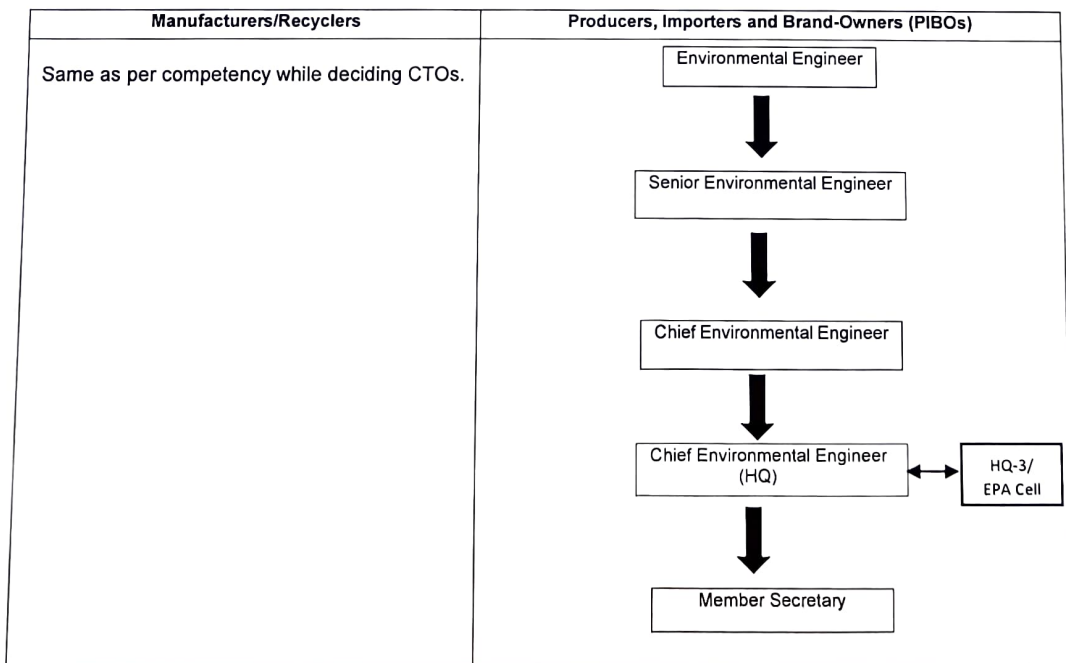 Manufacturers/Recyclers
Producers, Importers and Brand-Owners (PIBOs)
Same as per competency while deciding CTOs.
Environmental Engineer
Senior Environmental Engineer
Chief Environmental Engineer
Chief Environmental Engineer
(HQ)
HQ-3/
EPA Cell
Member Secretary